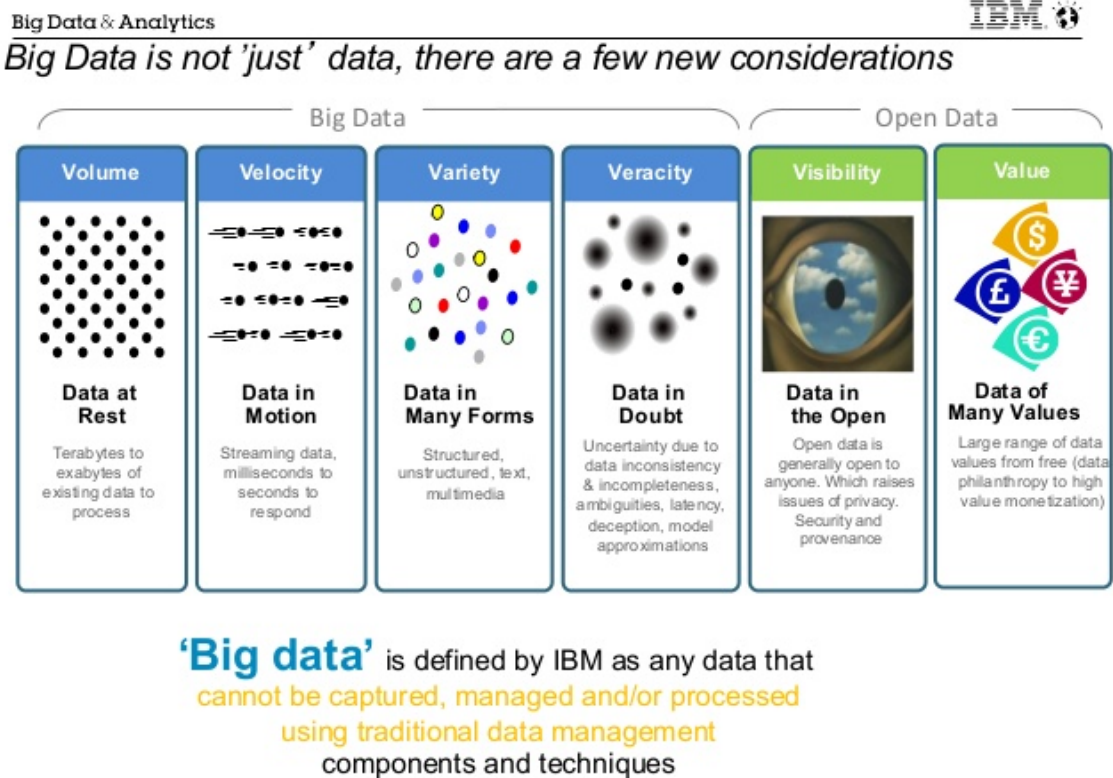 Big Data & Analytics
IBM
Big Data is not 'just' data, there are a few new considerations
Big Data
Open Data
Volume
Velocity
Variety
Veracity
Visibility
Value
$
£
¥
€
Data at
Rest
Terabytes to
exabytes of
existing data to
process
Data in
Motion
Streaming data,
milliseconds to
seconds to
respond
Data in
Many Forms
Structured,
unstructured, text,
multimedia
Data in
Doubt
Uncertainty due to
data inconsistency
& incompleteness,
ambiguities, latency,
deception, model
approximations
Data in
the Open
Open data is
generally open to
anyone. Which raises
issues of privacy.
Security and
provenance
Data of
Many Values
Large range of data
values from free (data
philanthropy to high
value monetization)
‘Big data’ is defined by IBM as any data that
cannot be captured, managed and/or processed
using traditional data management
components and techniques